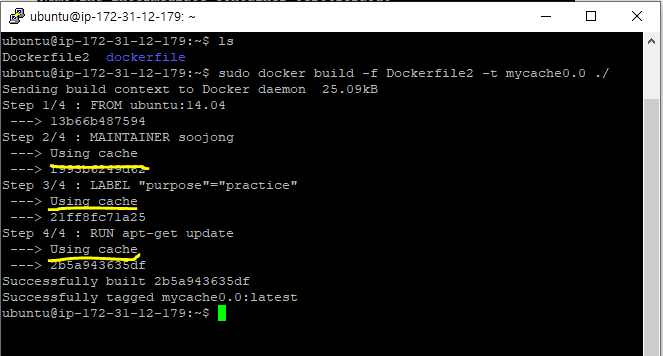 ubuntu@ip-172-31-12-179: ~
ubuntu@ip-172-31-12-179:~$ ls
Dockerfile2  dockerfile
ubuntu@ip-172-31-12-179:~$ sudo docker build -f Dockerfile2 -t mycache0.0 ./
Sending build context to Docker daemon  25.09kB
Step 1/4 : FROM ubuntu:14.04
 ---> 13b66b487594
Step 2/4 : MAINTAINER soojong
 ---> Using cache
 ---> f993b6249d62
Step 3/4 : LABEL "purpose"="practice"
 ---> Using cache
 ---> 21ff8fc71a25
Step 4/4 : RUN apt-get update
 ---> Using cache
 ---> 2b5a943635df
Successfully built 2b5a943635df
Successfully tagged mycache0.0:latest
ubuntu@ip-172-31-12-179:~$